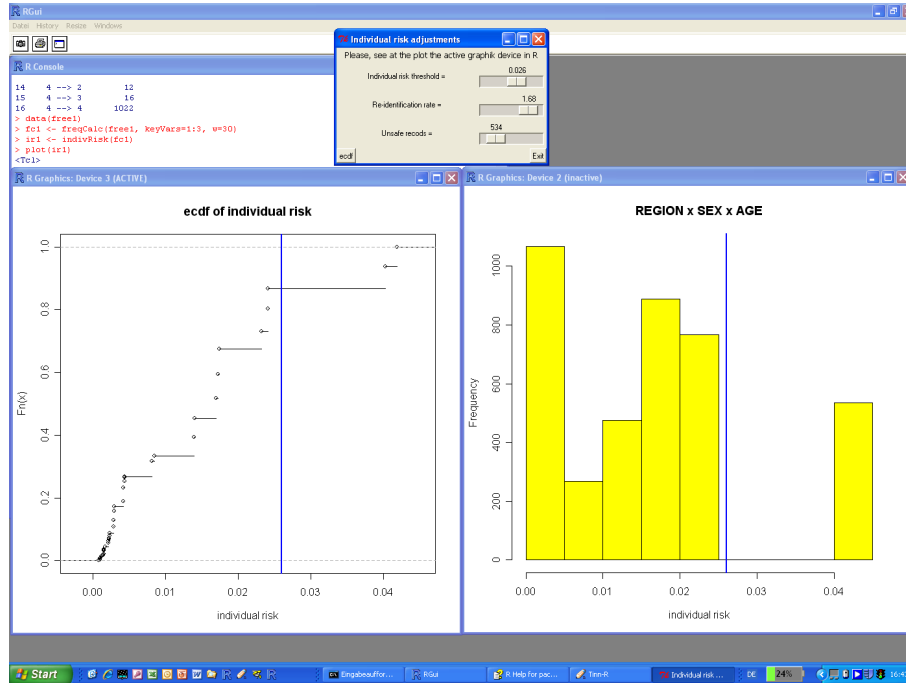 RGui
Datei History Resize Windows
Individual risk adjustments
Please, see at the plot the active graphik device in R
Individual risk threshold =
0.026
Re-identification rate =
1.68
Unsafe recods =
534
ecdf
Exit
R Console
14 4 --> 2 12
15 4 --> 3 16
16 4 --> 4 1022
> data(free1)
> fc1 <- freqCalc(free1, keyVars=1:3, w=30)
> ir1 <- indivRisk(fc1)
> plot(ir1)
<Tcl>
R Graphics: Device 3 (ACTIVE)
ecdf of individual risk
Fn(x)
1.0
0.8
0.6
0.4
0.2
0.0
0.00 0.01 0.02 0.03 0.04
individual risk
R Graphics: Device 2 (inactive)
REGION x SEX x AGE
Frequency
1000
800
600
400
200
0
0.00 0.01 0.02 0.03 0.04
individual risk
Start
Eingabeauffor...
RGui
R Help for pac...
Tinn-R
Individual risk ...
DE
24%